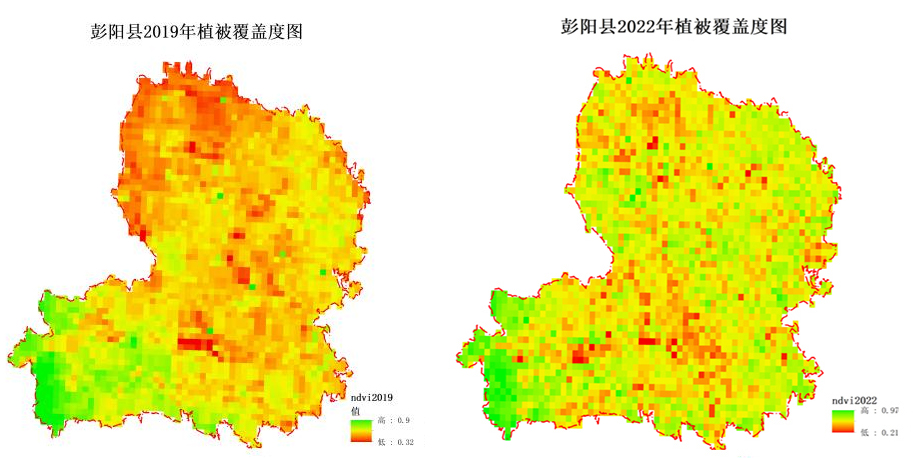 彭阳县2019年植被覆盖度图
彭阳县2022年植被覆盖度图
ndvi2019
值
高 : 0.9
低 : 0.32
ndvi2022
高 : 0.97
低 : 0.21